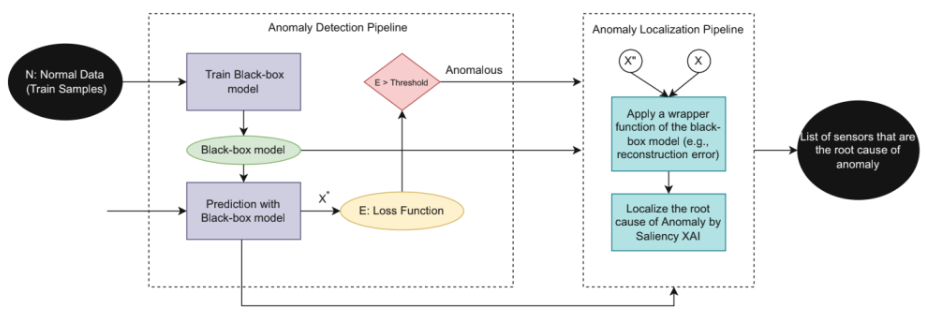 Anomaly Detection Pipeline
Anomaly Localization Pipeline
N: Normal Data
(Train Samples)
Train Black-box
model
E > Threshold
Anomalous
X"
X
Apply a wrapper
function of the black-
box model (e.g.,
reconstruction error)
List of sensors that are
the root cause of
anomaly
Black-box model
Prediction with
Black-box model
X"
E: Loss Function
Localize the root
cause of Anomaly by
Saliency XAI